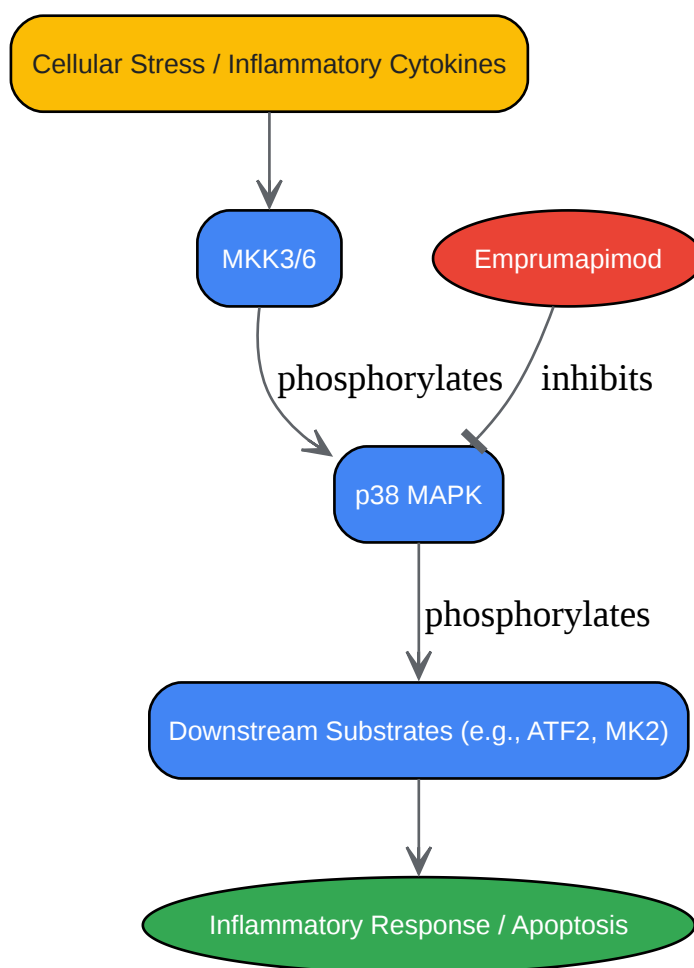 Cellular Stress / Inflammatory Cytokines
MKK3/6
Emprumapimod
phosphorylates
inhibits
p38 MAPK
phosphorylates
Downstream Substrates (e.g., ATF2, MK2)
Inflammatory Response / Apoptosis